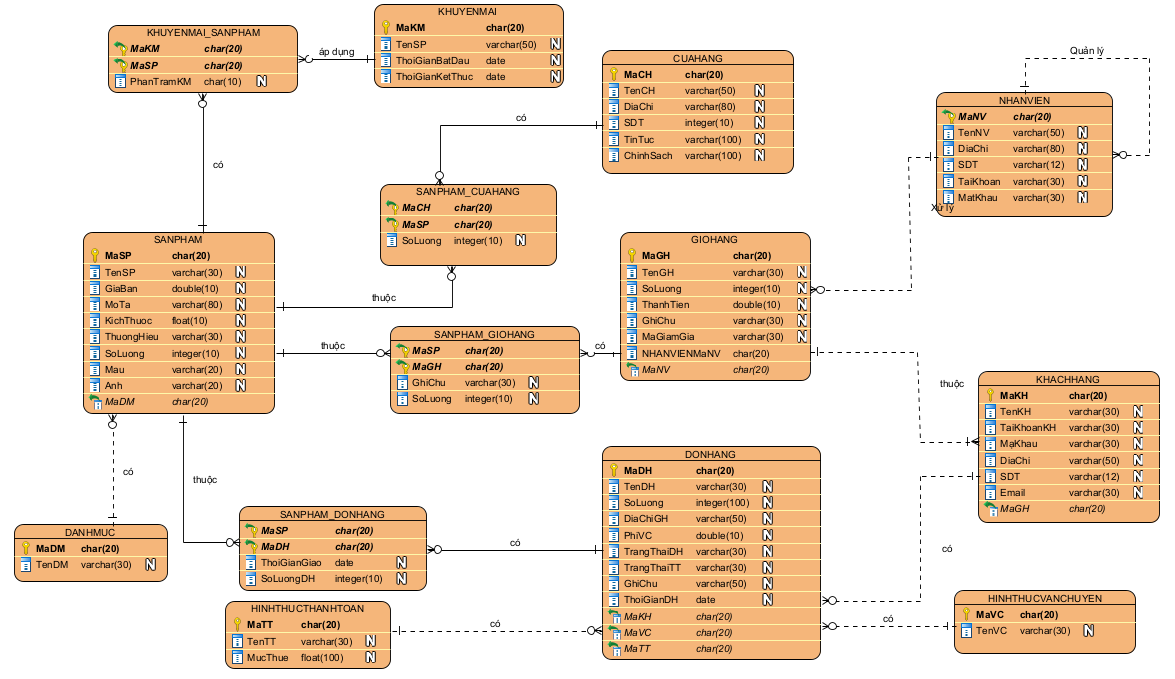 KHUYENMAI_SANPHAM
MaKM char(20)
MaSP char(20)
PhanTramKM char(10) N
áp dụng
KHUYENMAI
MaKM char(20)
TenSP varchar(50) N
ThoiGianBatDau date N
ThoiGianKetThuc date N
CUAHANG
MaCH char(20)
TenCH varchar(50) N
DiaChi varchar(80) N
SDT integer(10) N
TinTuc varchar(100) N
ChinhSach varchar(100) N
Quản lý
NHANVIEN
MaNV char(20)
TenNV varchar(50) N
DiaChi varchar(80) N
SDT varchar(12) N
TaiKhoan varchar(30) N
MatKhau varchar(30) N
Xử lý
có
có
SANPHAM_CUAHANG
MaCH char(20)
MaSP char(20)
SoLuong integer(10) N
SANPHAM
MaSP char(20)
TenSP varchar(30) N
GiaBan double(10) N
MoTa varchar(80) N
KichThuoc float(10) N
ThuongHieu varchar(30) N
SoLuong integer(10) N
Mau varchar(20) N
Anh varchar(20) N
MaDM char(20)
thuộc
thuộc
SANPHAM_GIOHANG
MaSP char(20)
MaGH char(20)
GhiChu varchar(30) N
SoLuong integer(10) N
có
GIOHANG
MaGH char(20)
TenGH varchar(30) N
SoLuong integer(10) N
ThanhTien double(10) N
GhiChu varchar(30) N
MaGiamGia varchar(30) N
NHANVIENMaNV char(20)
MaNV char(20)
thuộc
KHACHHANG
MaKH char(20)
TenKH varchar(30) N
TaiKhoanKH varchar(30) N
MạKhau varchar(30) N
DiaChi varchar(50) N
SDT varchar(12) N
Email varchar(30) N
MaGH char(20)
có
thuộc
DANHMUC
MaDM char(20)
TenDM varchar(30) N
SANPHAM_DONHANG
MaSP char(20)
MaDH char(20)
ThoiGianGiao date N
SoLuongDH integer(10) N
có
DONHANG
MaDH char(20)
TenDH varchar(30) N
SoLuong integer(100) N
DiaChiGH varchar(50) N
PhiVC double(10) N
TrangThaiDH varchar(30) N
TrangThaiTT varchar(30) N
GhiChu varchar(50) N
ThoiGianDH date N
MaKH char(20)
MaVC char(20)
MaTT char(20)
có
HINHTHUCTHANHTOAN
MaTT char(20)
TenTT varchar(30) N
MucThue float(100) N
có
có
HINHTHUCVANCHUYEN
MaVC char(20)
TenVC varchar(30) N